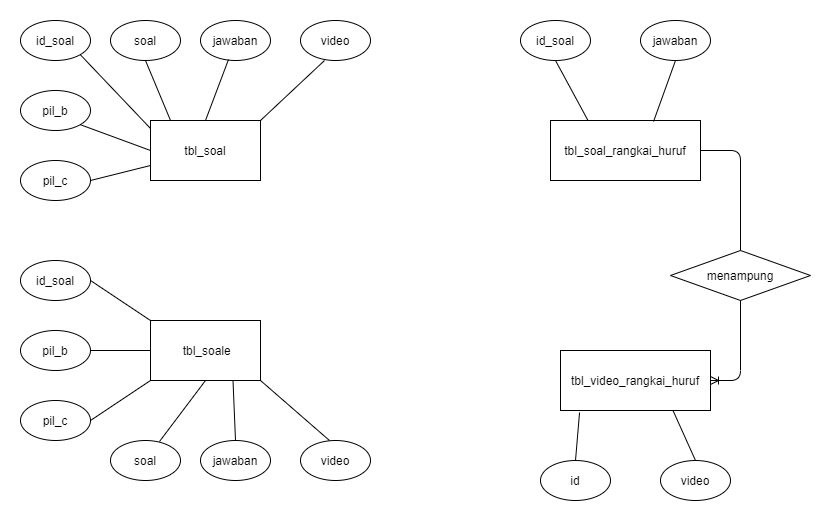 id_soal
soal
jawaban
video
pil_b
pil_c
tbl_soal
id_soal
jawaban
tbl_soal_rangkai_huruf
menampung
tbl_video_rangkai_huruf
id
video
id_soal
pil_b
pil_c
tbl_soale
soal
jawaban
video